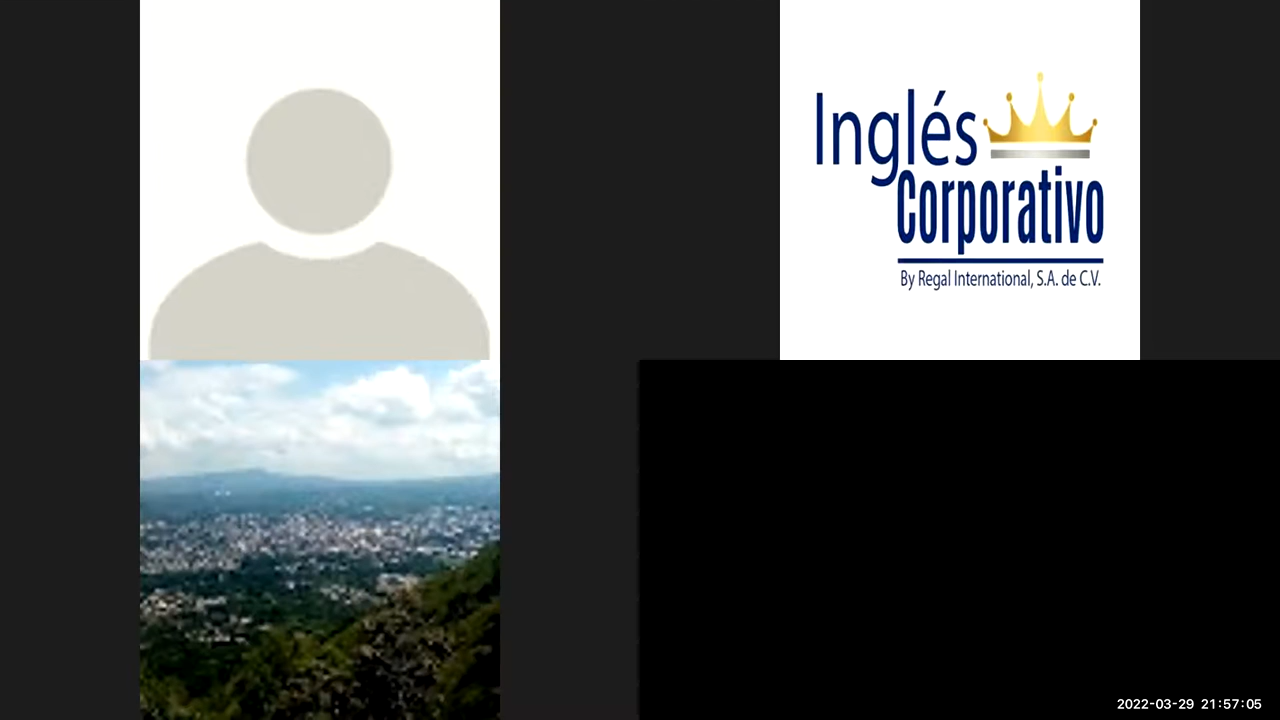 Inglés
Corporativo
By Regal International, S.A. de C.V.
2022-03-29 21:57:05